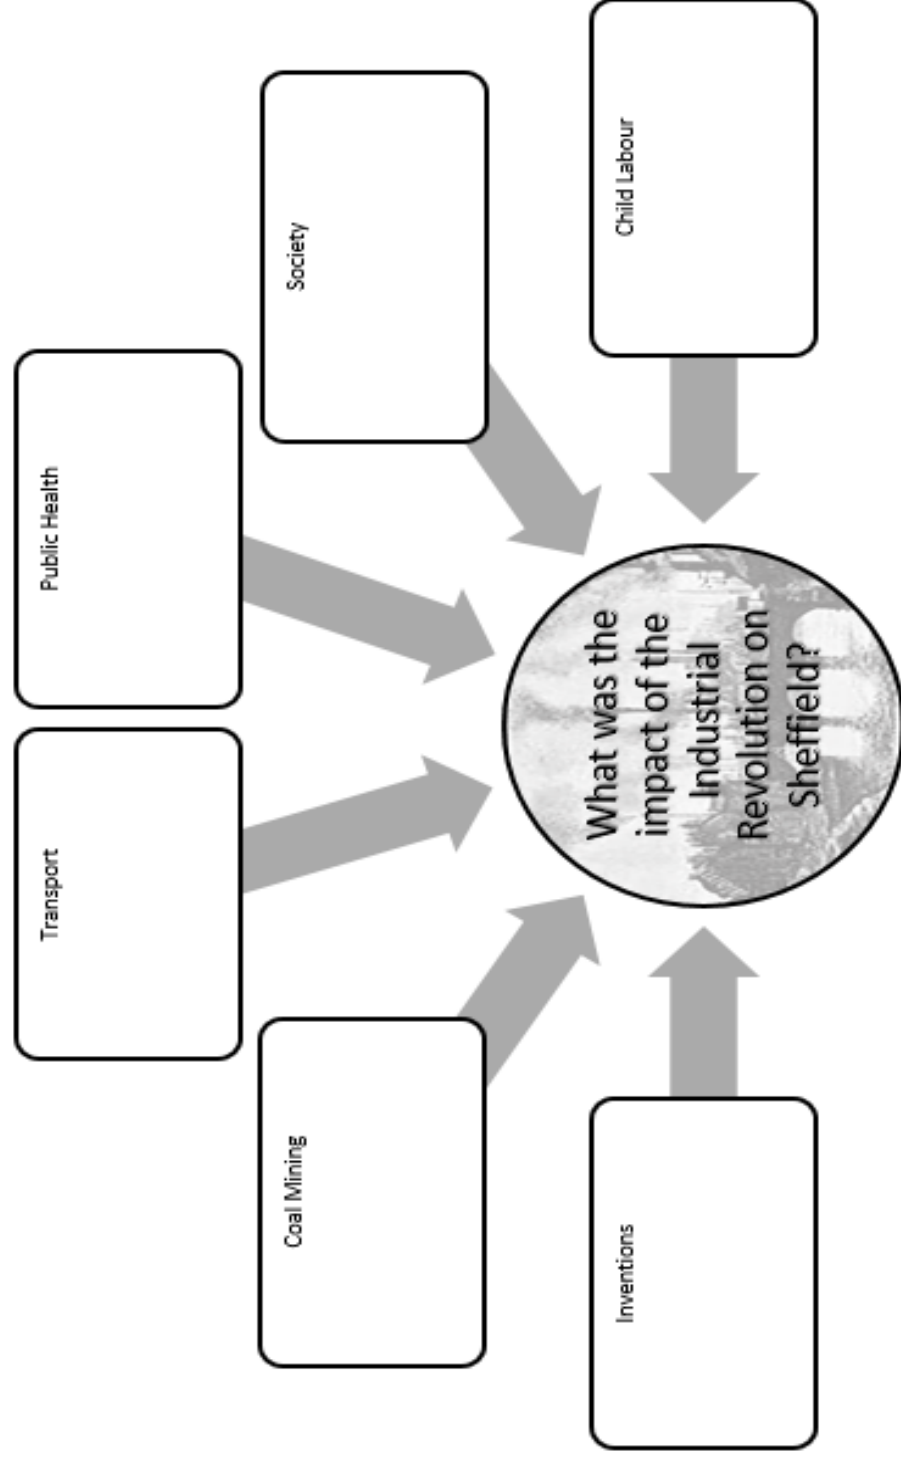 Inventions
Coal Mining
Transport
Public Health
Society
Child Labour
What was the
impact of the
Industrial
Revolution on
Sheffield?